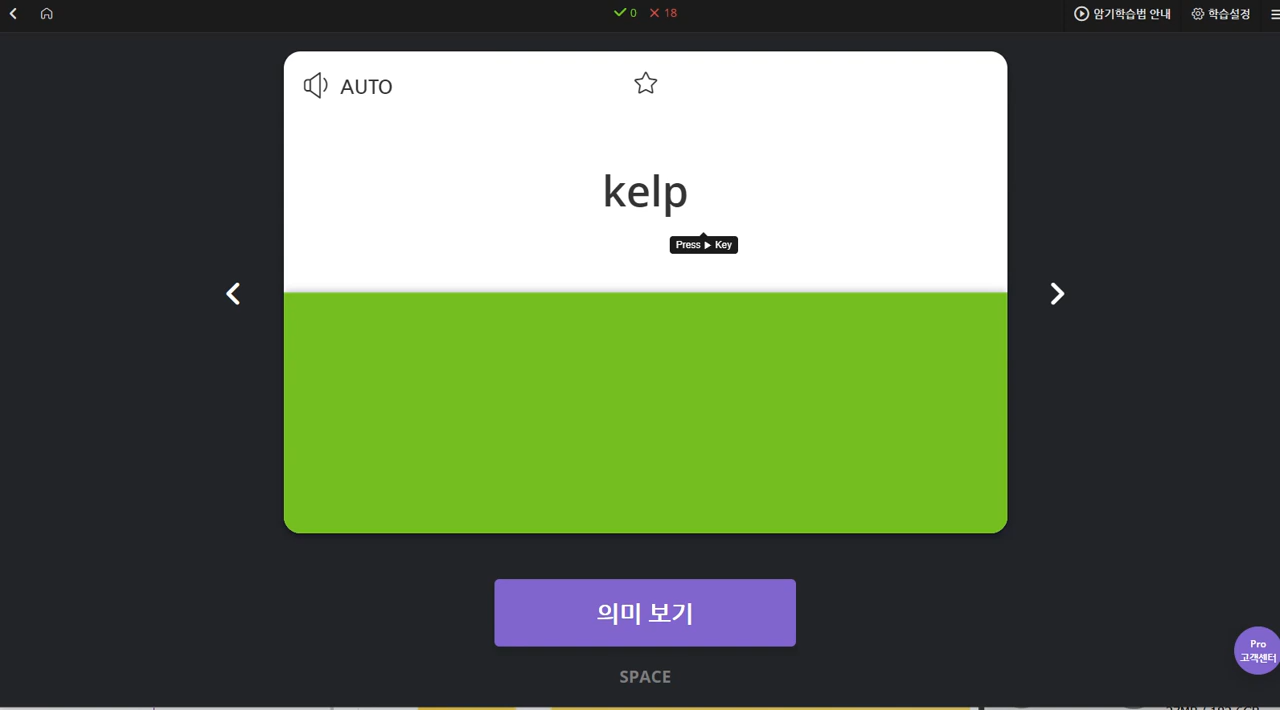 0 18 암기학습법 안내 학습설정
AUTO
kelp
Press ▶ Key
의미 보기
SPACE
Pro
고객센터